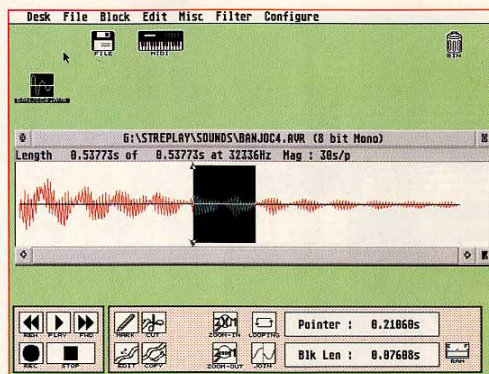 Desk File Block Edit Misc Filter Configure
FILE
MIDI
BIN
BANJOC4.AVR
G:\STREPLAY\SOUNDS\BANJOC4.AVR (8 bit Mono)
Length 0.53773s of 0.53773s at 32336Hz Mag : 30s/p
REW PLAY FWD
MARK CUT
ZOOM-IN LOOPING
Pointer : 0.21060s
REC STOP
EDIT COPY
ZOOM-OUT JOIN
Blk Len : 0.07608s
RAM